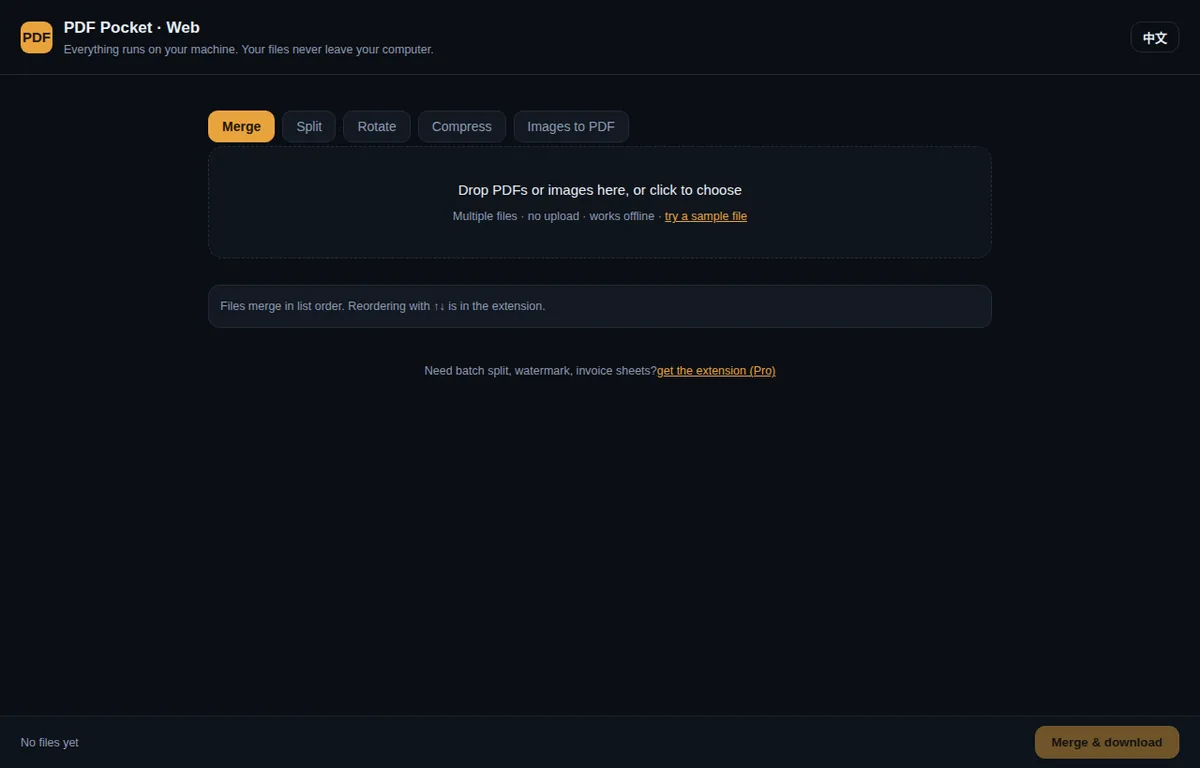 PDF
PDF Pocket · Web
Everything runs on your machine. Your files never leave your computer.
中文
Merge
Split
Rotate
Compress
Images to PDF
Drop PDFs or images here, or click to choose
Multiple files · no upload · works offline · try a sample file
Files merge in list order. Reordering with ↑↓ is in the extension.
Need batch split, watermark, invoice sheets?get the extension (Pro)
No files yet
Merge & download